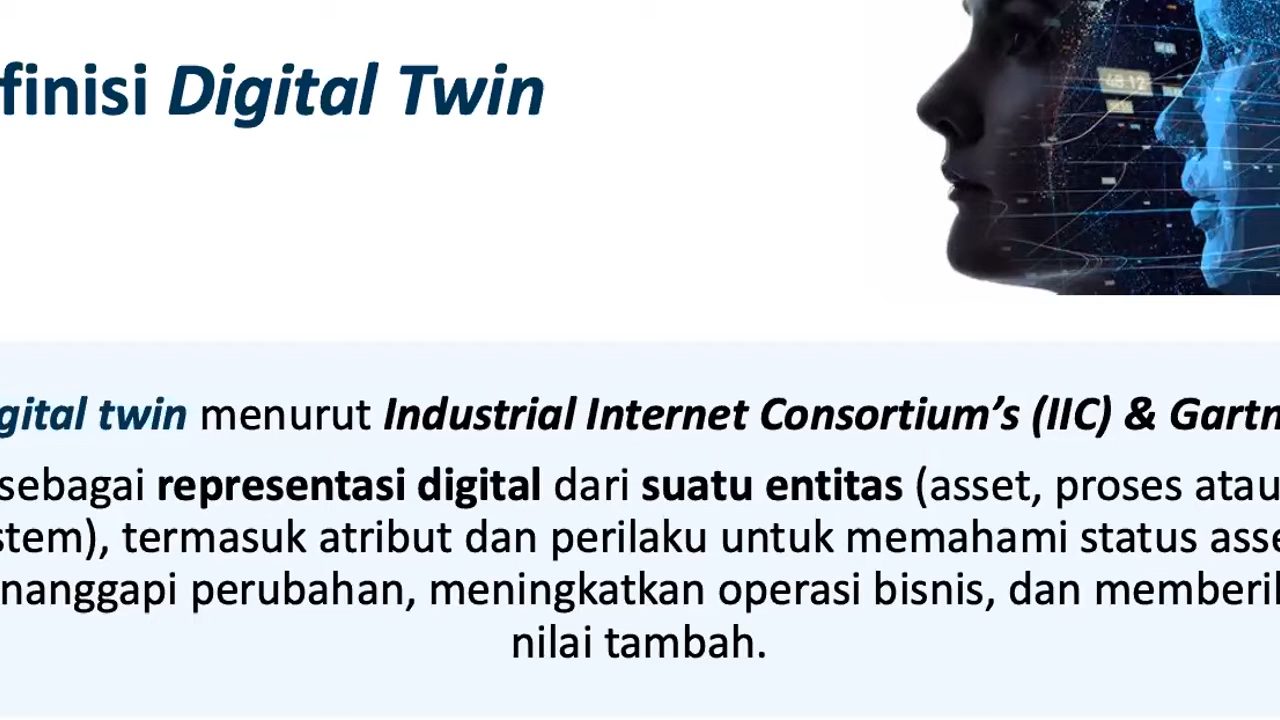 finisi Digital Twin
48 12
gital twin menurut Industrial Internet Consortium’s (IIC) & Gartn
sebagai representasi digital dari suatu entitas (asset, proses atau
stem), termasuk atribut dan perilaku untuk memahami status asse
nanggapi perubahan, meningkatkan operasi bisnis, dan memberi
nilai tambah.